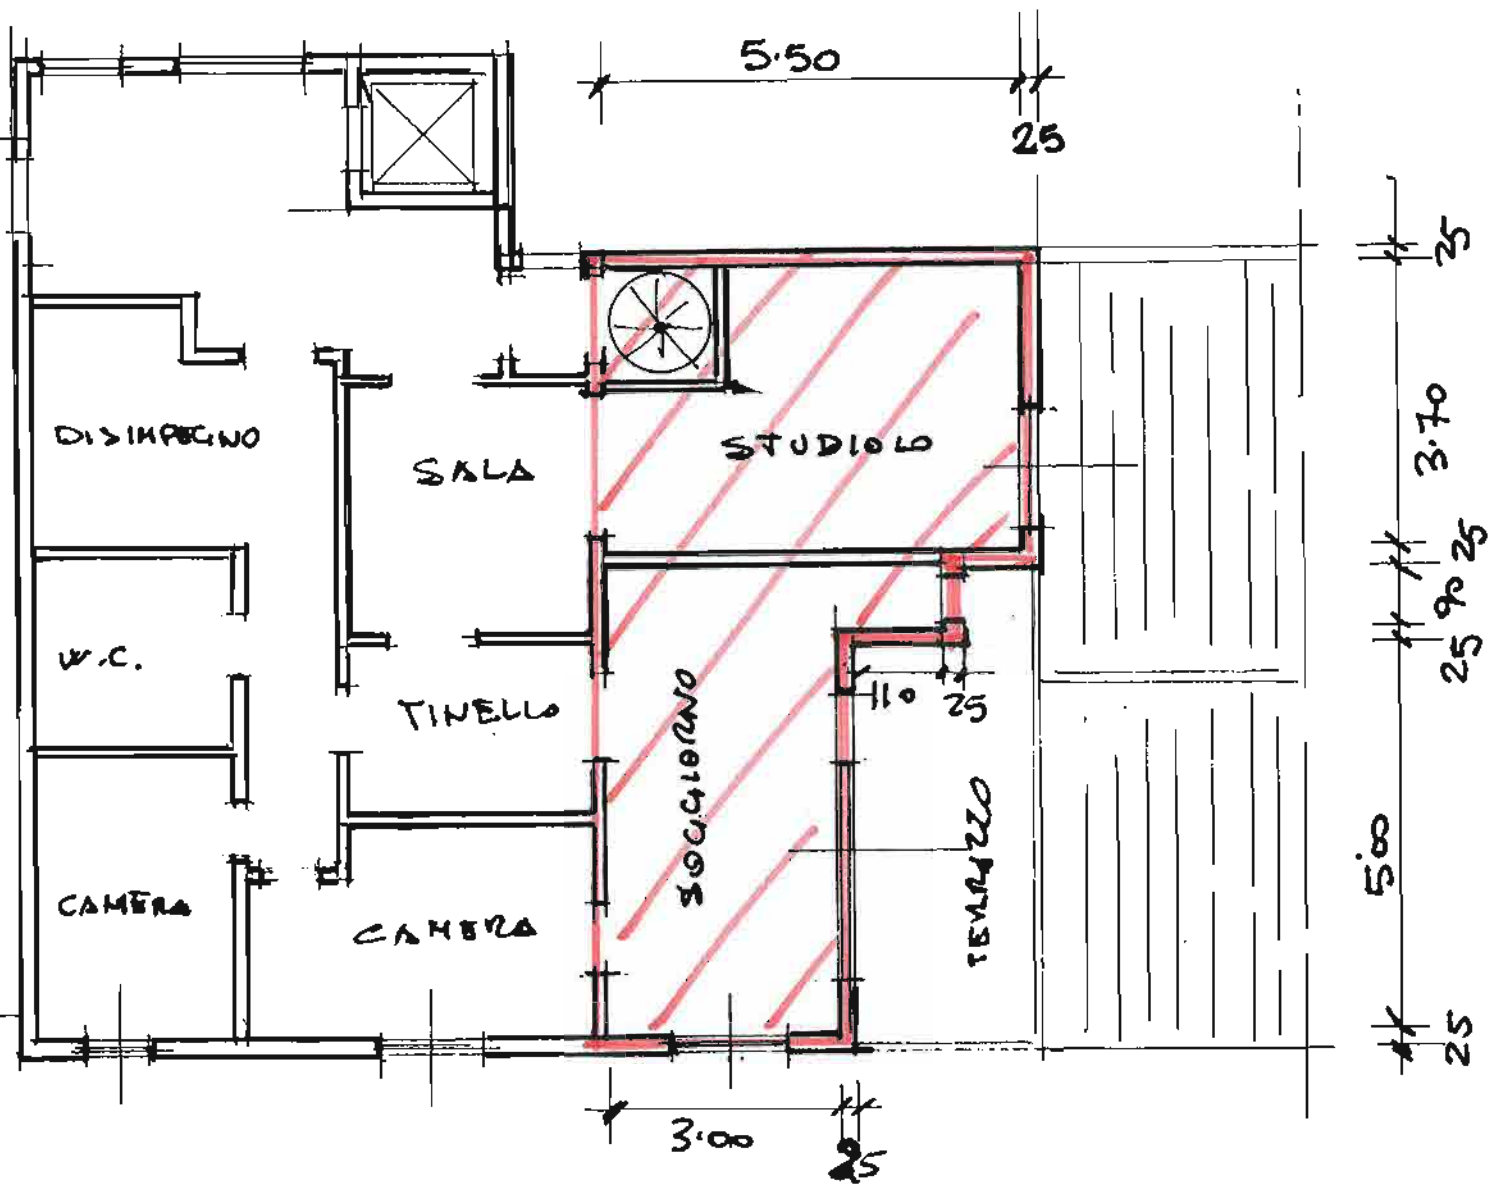 5.50
25
25
DISIMPEGNO
SALA
STUDIOLO
3.70
25
90
25
W.C.
TINELLO
SOGGIORNO
110
25
TERRAZZO
5.00
CAMERA
CAMERA
25
3.00
25